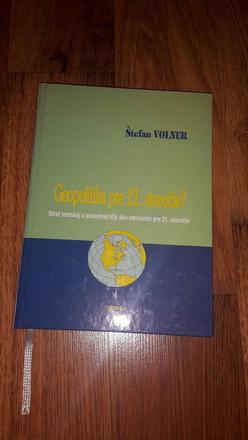 Štefan VOLNER
Geopolitika pre 21. storočie?
Stret morskej a pozemnej sily ako varovanie pre 21. storočie